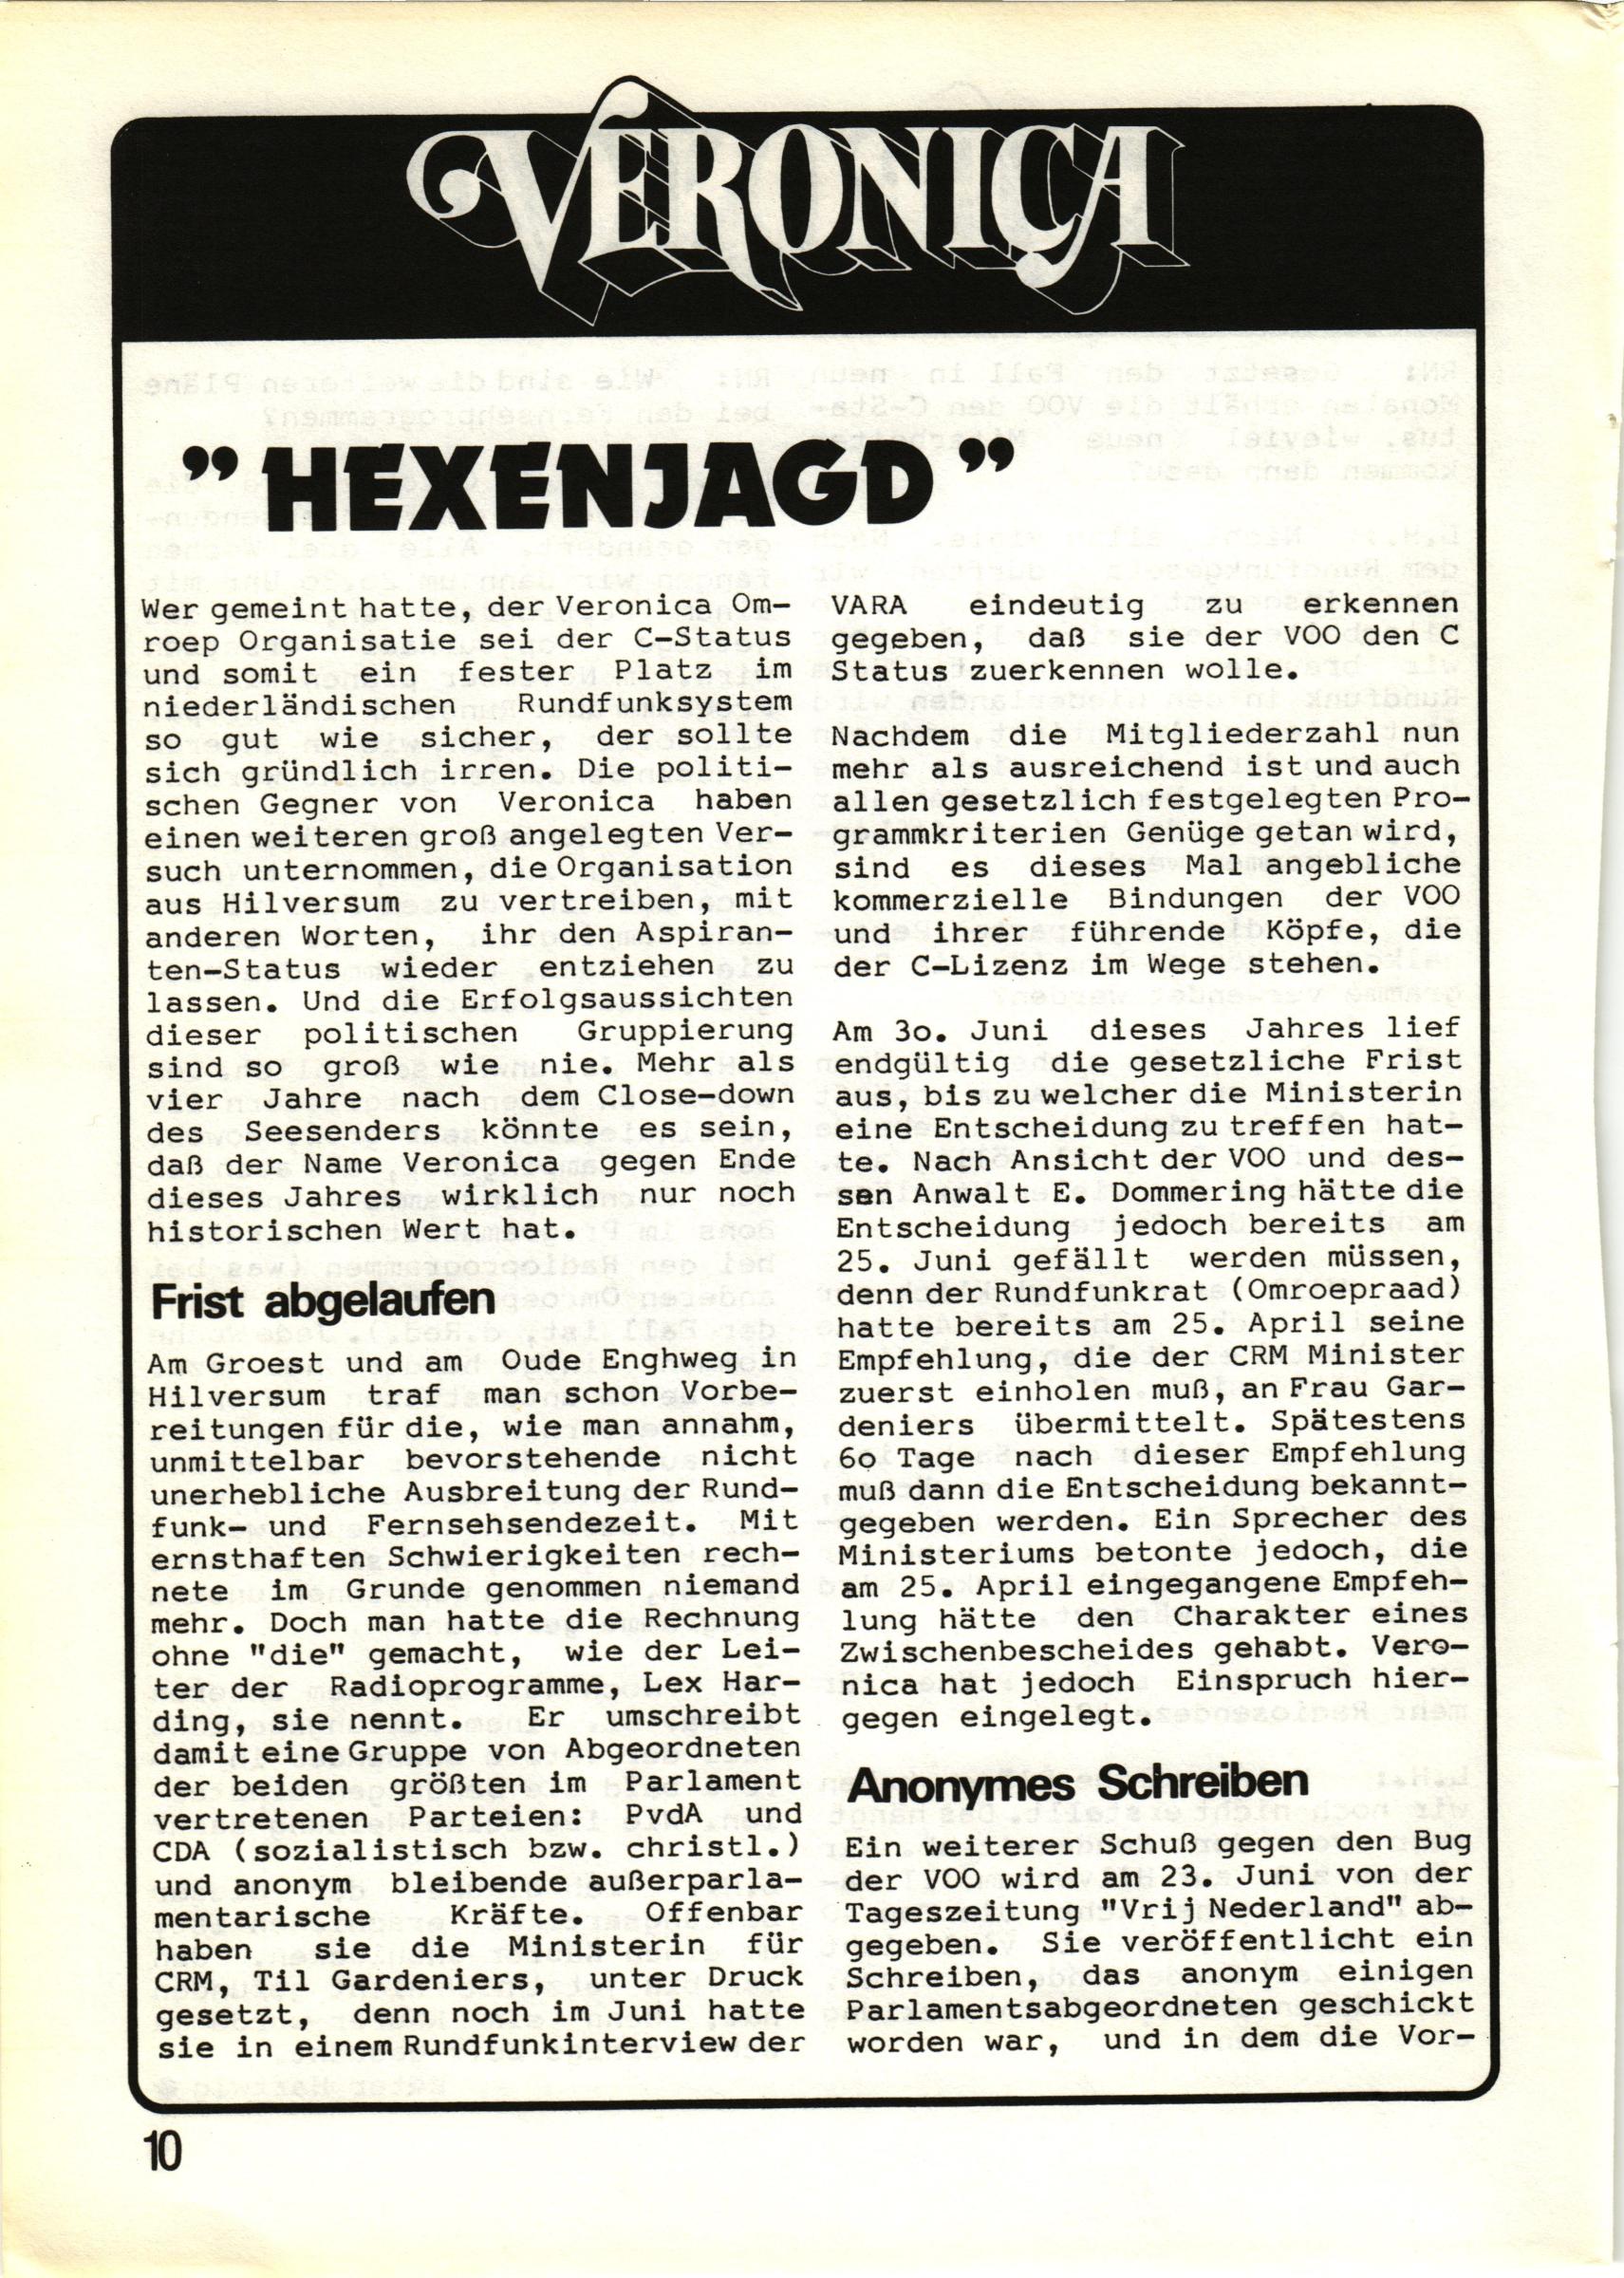 VERONICA
"HEXENJAGD"
Wer gemeint hatte, der Veronica Om-
roep Organisatie sei der C-Status
und somit ein fester Platz im
niederländischen Rundfunksystem
so gut wie sicher, der sollte
sich gründlich irren. Die politi-
schen Gegner von Veronica haben
einen weiteren groß angelegten Ver-
such unternommen, die Organisation
aus Hilversum zu vertreiben, mit
anderen Worten, ihr den Aspiran-
ten-Status wieder entziehen zu
lassen. Und die Erfolgsaussichten
dieser politischen Gruppierung
sind so groß wie nie. Mehr als
vier Jahre nach dem Close-down
des Seesenders könnte es sein,
daß der Name Veronica gegen Ende
dieses Jahres wirklich nur noch
historischen Wert hat.
Frist abgelaufen
Am Groest und am Oude Enghweg in
Hilversum traf man schon Vorbe-
reitungen für die, wie man annahm,
unmittelbar bevorstehende nicht
unerhebliche Ausbreitung der Rund-
funk- und Fernsehsendezeit. Mit
ernsthaften Schwierigkeiten rech-
nete im Grunde genommen niemand
mehr. Doch man hatte die Rechnung
ohne "die" gemacht, wie der Lei-
ter der Radioprogramme, Lex Har-
ding, sie nennt. Er umschreibt
damit eine Gruppe von Abgeordneten
der beiden größten im Parlament
vertretenen Parteien: PvdA und
CDA (sozialistisch bzw. christl.)
und anonym bleibende außerparla-
mentarische Kräfte. Offenbar
haben sie die Ministerin für
CRM, Til Gardeniers, unter Druck
gesetzt, denn noch im Juni hatte
sie in einem Rundfunkinterview der
VARA eindeutig zu erkennen
gegeben, daß sie der VOO den C
Status zuerkennen wolle.
Nachdem die Mitgliederzahl nun
mehr als ausreichend ist und auch
allen gesetzlich festgelegten Pro-
grammkriterien Genüge getan wird,
sind es dieses Mal angebliche
kommerzielle Bindungen der VOO
und ihrer führende Köpfe, die
der C-Lizenz im Wege stehen.
Am 3o. Juni dieses Jahres lief
endgültig die gesetzliche Frist
aus, bis zu welcher die Ministerin
eine Entscheidung zu treffen hat-
te. Nach Ansicht der VOO und des-
sen Anwalt E. Dommering hätte die
Entscheidung jedoch bereits am
25. Juni gefällt werden müssen,
denn der Rundfunkrat (Omroepraad)
hatte bereits am 25. April seine
Empfehlung, die der CRM Minister
zuerst einholen muß, an Frau Gar-
deniers übermittelt. Spätestens
6o Tage nach dieser Empfehlung
muß dann die Entscheidung bekannt-
gegeben werden. Ein Sprecher des
Ministeriums betonte jedoch, die
am 25. April eingegangene Empfeh-
lung hätte den Charakter eines
Zwischenbescheides gehabt. Vero-
nica hat jedoch Einspruch hier-
gegen eingelegt.
Anonymes Schreiben
Ein weiterer Schuß gegen den Bug
der VOO wird am 23. Juni von der
Tageszeitung "Vrij Nederland" ab-
gegeben. Sie veröffentlicht ein
Schreiben, das anonym einigen
Parlamentsabgeordneten geschickt
worden war, und in dem die Vor-
10